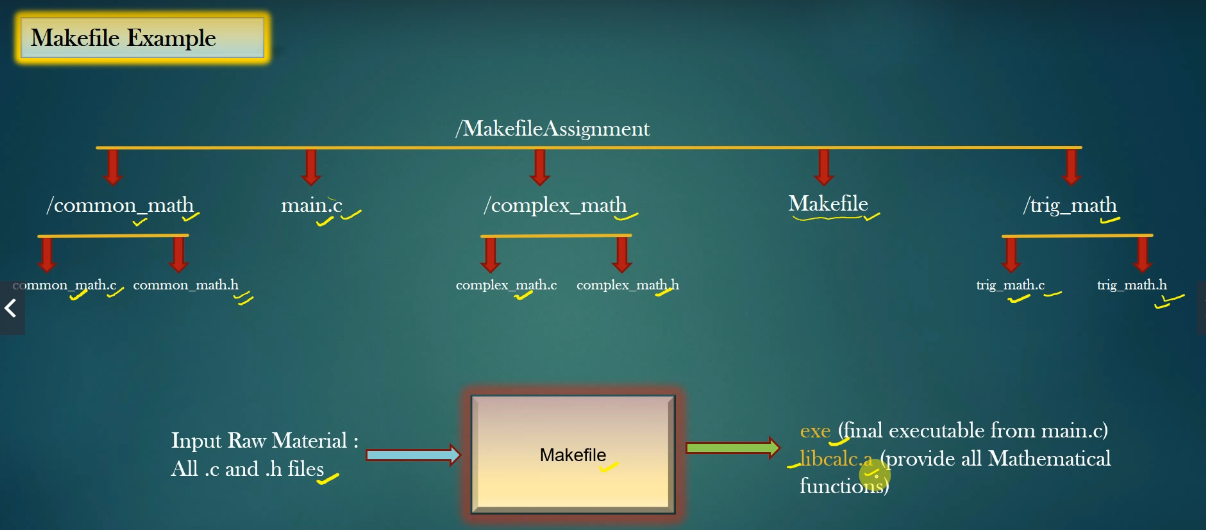 Makefile Example
/MakefileAssignment
/common_math
main.c
/complex_math
Makefile
/trig_math
common_math.c
common_math.h
complex_math.c
complex_math.h
trig_math.c
trig_math.h
Input Raw Material :
All .c and .h files
Makefile
exe (final executable from main.c)
libcalc.a (provide all Mathematical
functions)